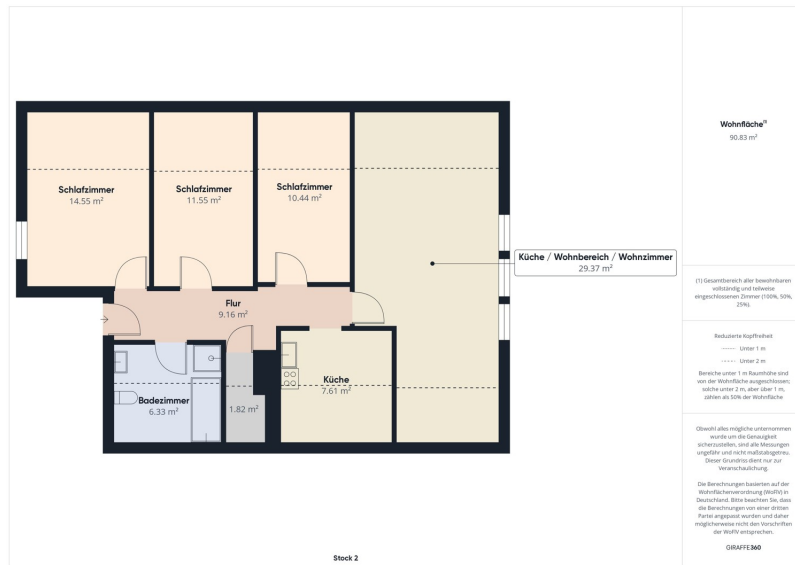 Schlafzimmer
14.55 m²
Schlafzimmer
11.55 m²
Schlafzimmer
10.44 m²
Küche / Wohnbereich / Wohnzimmer
29.37 m²
Flur
9.16 m²
Badezimmer
6.33 m²
1.82 m²
Küche
7.61 m²
Stock 2
Wohnfläche⁽¹⁾
90.83 m²
(1) Gesamtbereich aller bewohnbaren
vollständig und teilweise
eingeschlossenen Zimmer (100%, 50%,
25%).
Reduzierte Kopffreiheit
Unter 1 m
Unter 2 m
Bereiche unter 1 m Raumhöhe sind
von der Wohnfläche ausgeschlossen;
solche unter 2 m, aber über 1 m,
zählen als 50% der Wohnfläche
Obwohl alles mögliche unternommen
wurde um die Genauigkeit
sicherzustellen, sind alle Messungen
ungefähr und nicht maßstabsgetreu.
Dieser Grundriss dient nur zur
Veranschaulichung.
Die Berechnungen basierten auf der
Wohnflächenverordnung (WoFlV) in
Deutschland. Bitte beachten Sie, dass
die Berechnungen von einer dritten
Partei angepasst wurden und daher
möglicherweise nicht den Vorschriften
der WoFlV entsprechen.
GIRAFFE360